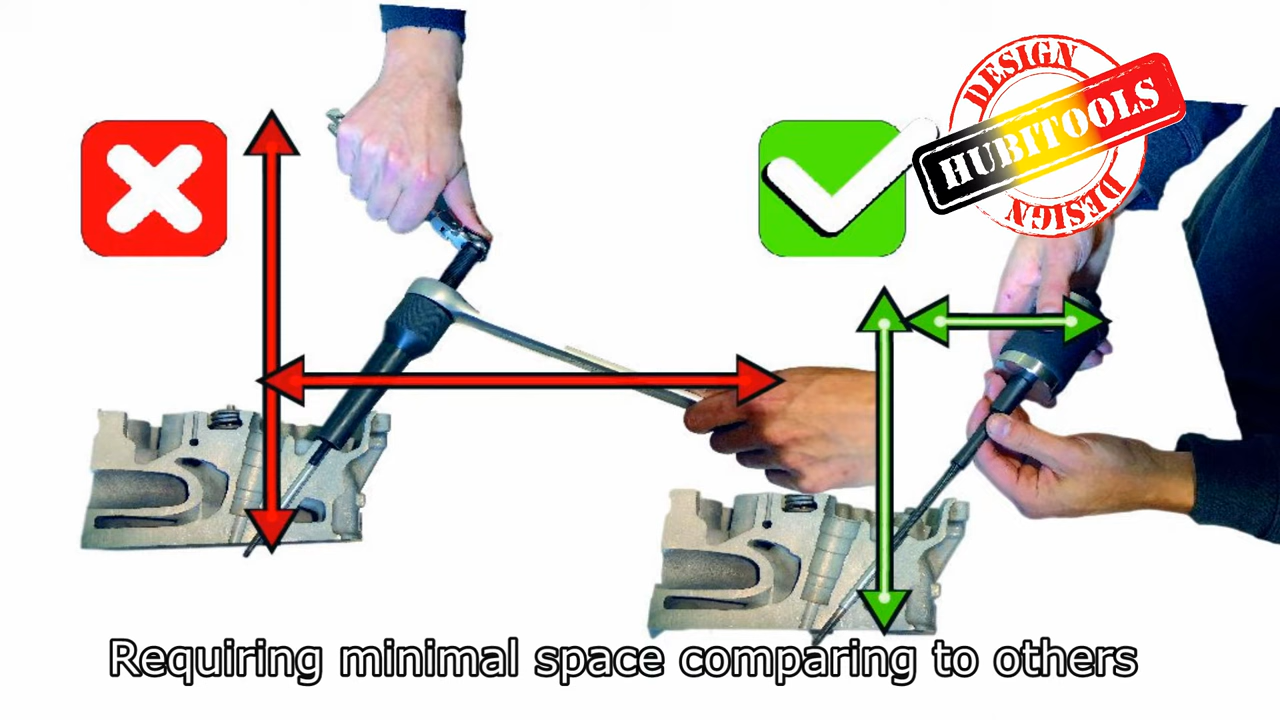 DESIGN
HUBITOOLS
DESIGN
Requiring minimal space comparing to others